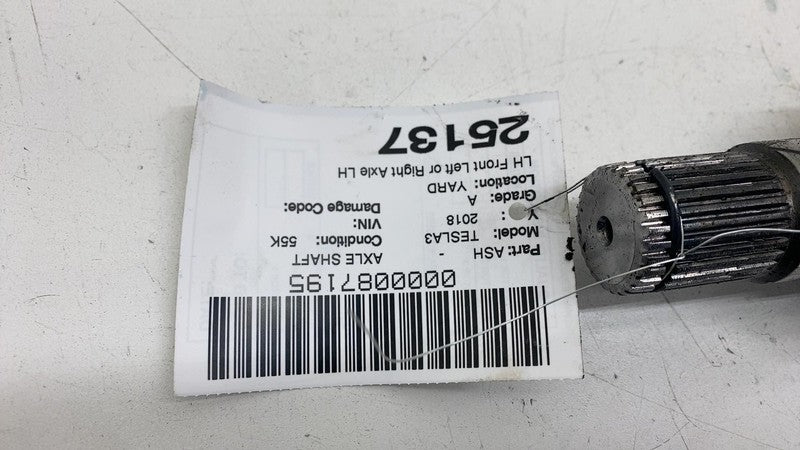 0000087195
Part: ASH - AXLE SHAFT
Model: TESLA3 Condition: 55K
Y : 2018 VIN:
Grade: A Damage Code:
Location: YARD
LH Front Left or Right Axle LH
25137